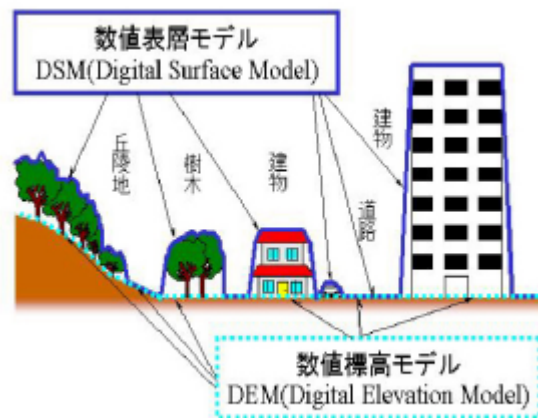 数値表層モデル
DSM(Digital Surface Model)
丘陵地
樹木
建物
道路
建物
数値標高モデル
DEM(Digital Elevation Model)